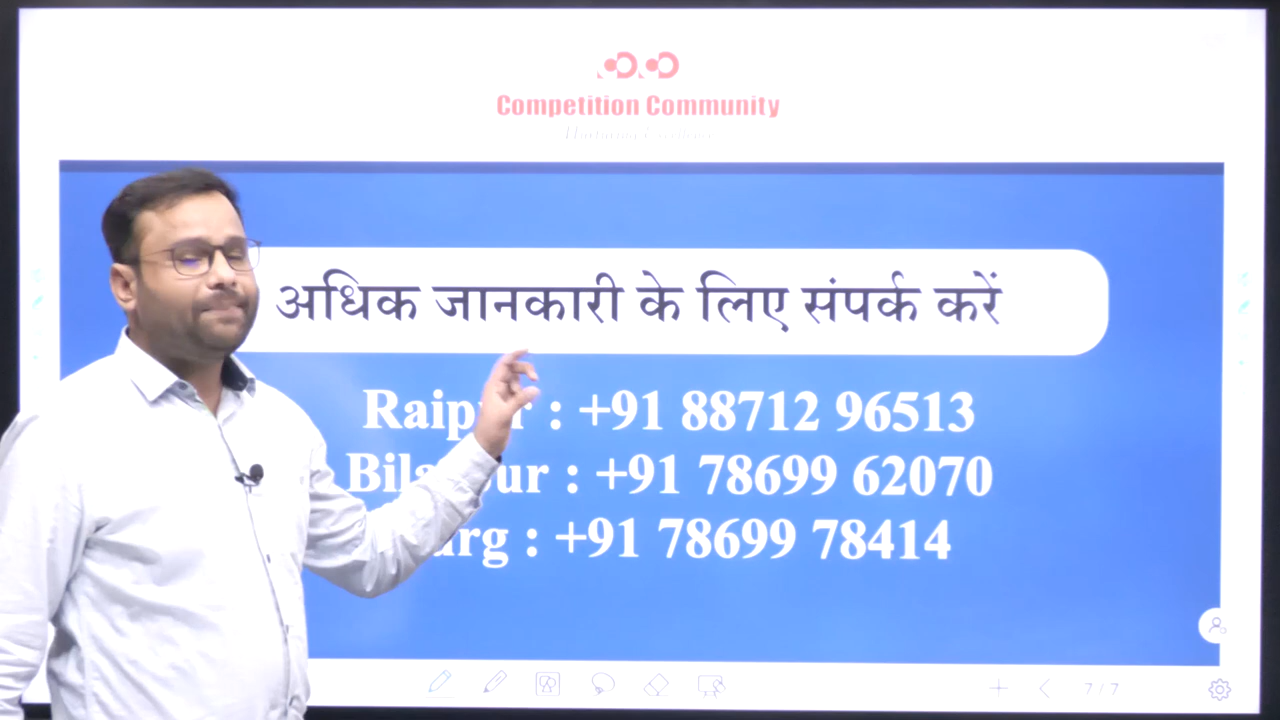 Competition Community
अधिक जानकारी के लिए संपर्क करें
: +91 88712 96513
: +91 78699 62070
: +91 78699 78414
7/7